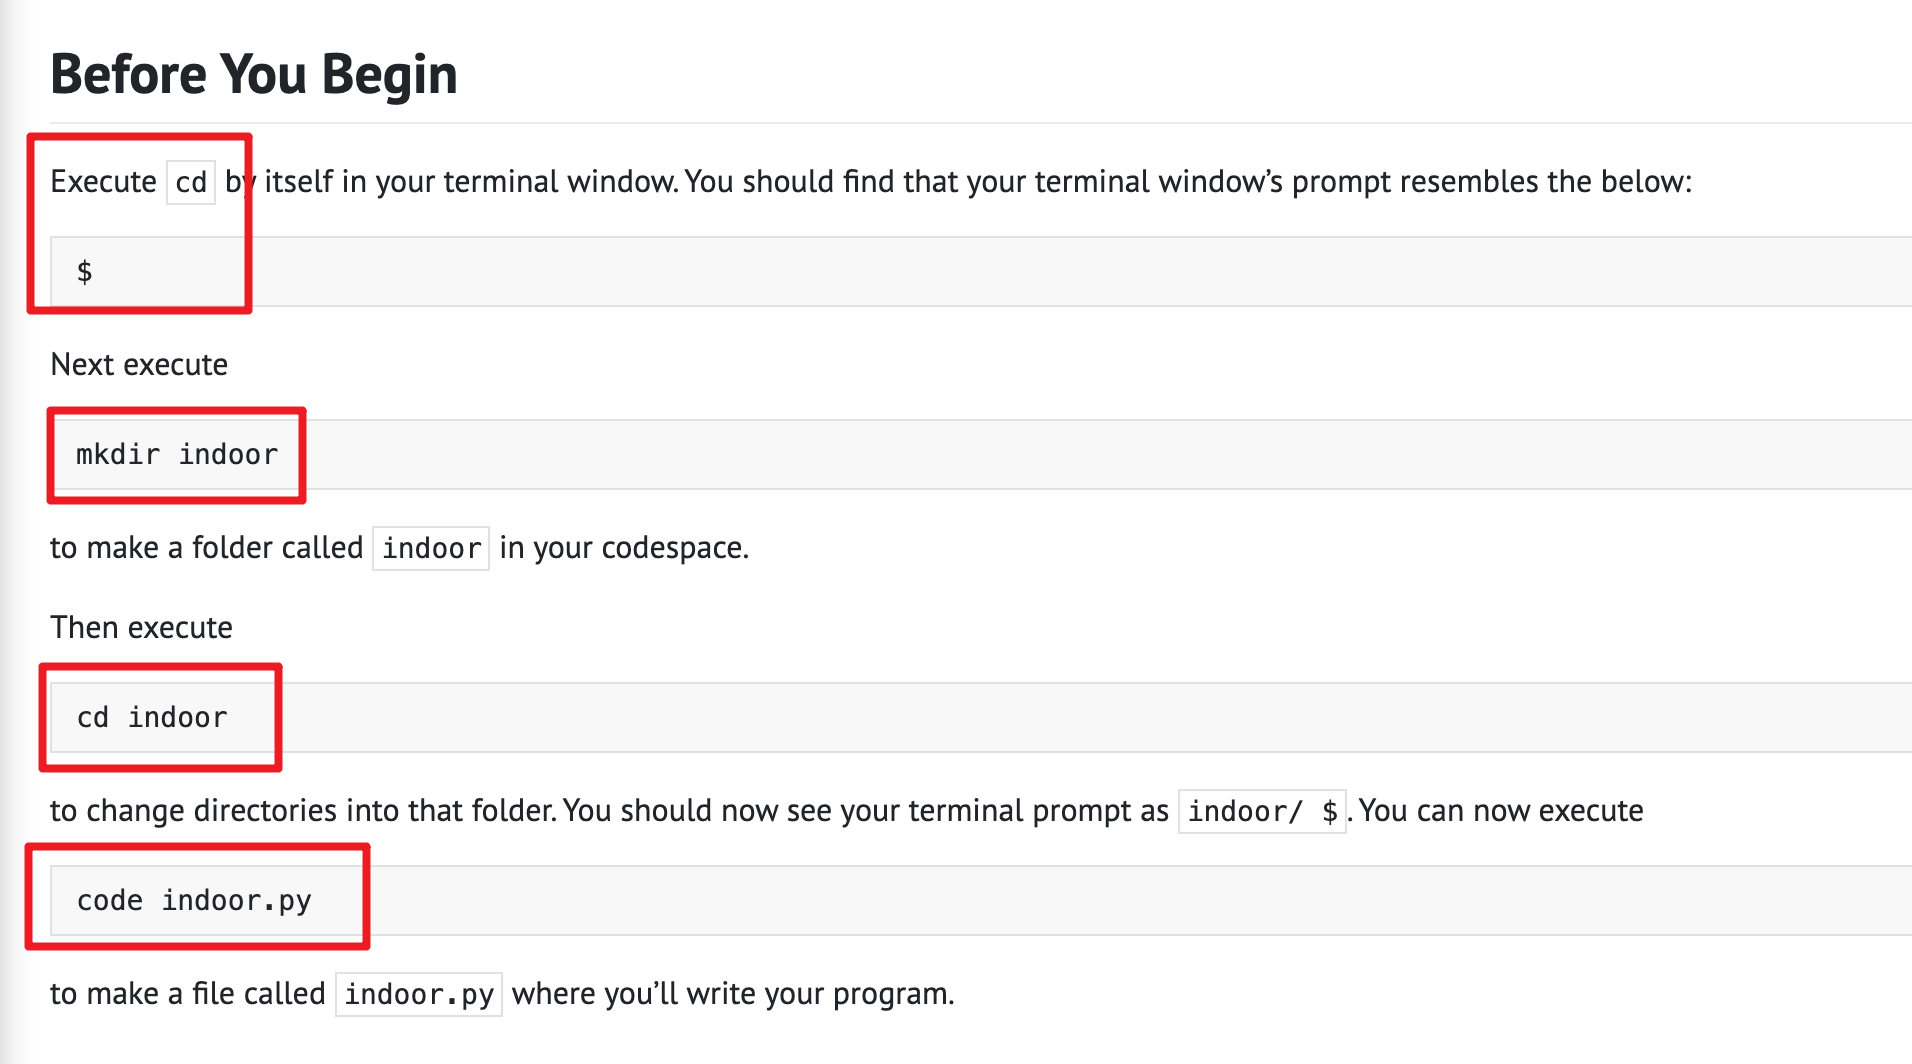 Before You Begin
Execute cd by itself in your terminal window. You should find that your terminal window’s prompt resembles the below:
$
Next execute
mkdir indoor
to make a folder called indoor in your codespace.
Then execute
cd indoor
to change directories into that folder. You should now see your terminal prompt as indoor/ $. You can now execute
code indoor.py
to make a file called indoor.py where you’ll write your program.